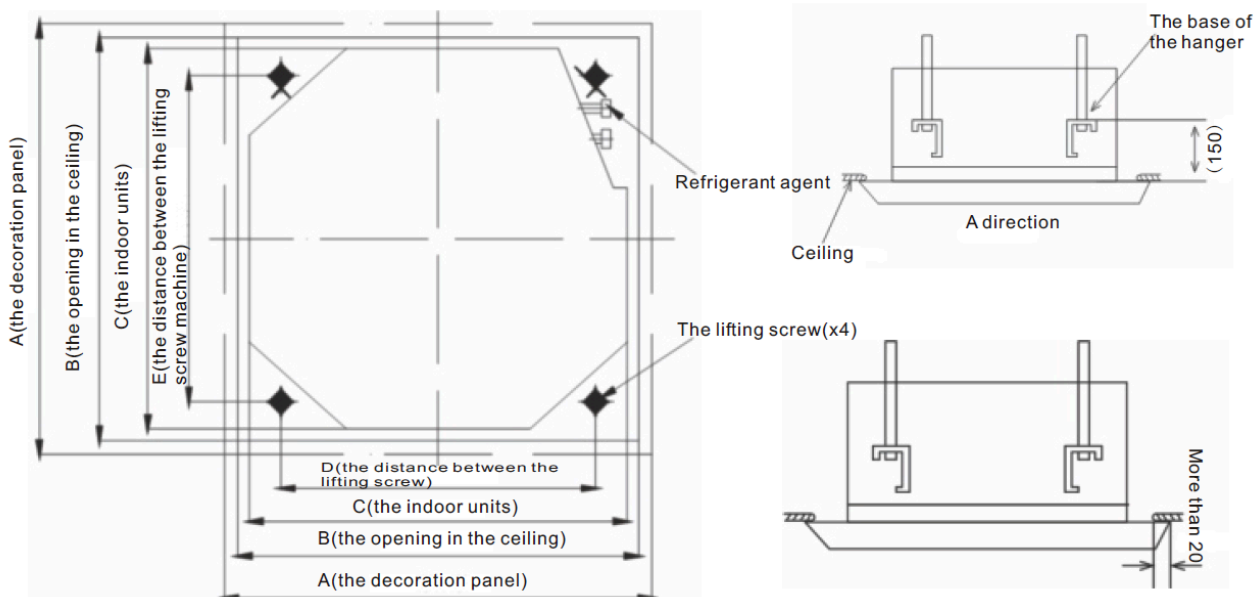 A(the decoration panel)
B(the opening in the ceiling)
C(the indoor units)
E(the distance between the lifting
screw machine)
D(the distance between the
lifting screw)
C(the indoor units)
B(the opening in the ceiling)
A(the decoration panel)
Refrigerant agent
The lifting screw(x4)
The base of
the hanger
(150)
A direction
Ceiling
More than 20